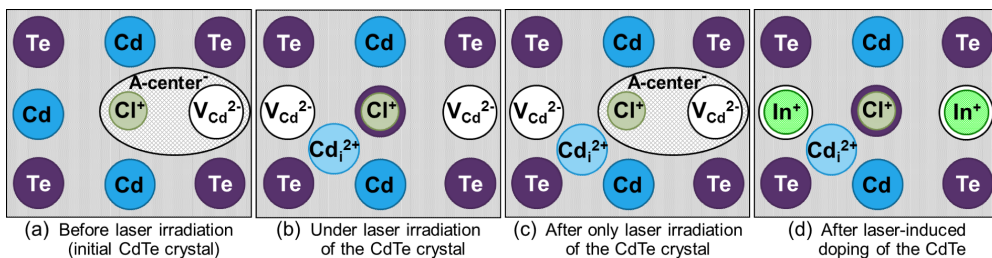 Te Cd Te Te Cd Te Te Cd Te Te Cd Te
A-center⁻ A-center⁻
Cd Cl⁺ V_Cd²⁻ V_Cd²⁻ Cl⁺ V_Cd²⁻ V_Cd²⁻ Cl⁺ V_Cd²⁻ In⁺ Cl⁺ In⁺
Cd_i²⁺ Cd_i²⁺ Cd_i²⁺
Te Cd Te Te Cd Te Te Cd Te Te Cd Te
(a) Before laser irradiation (b) Under laser irradiation (c) After only laser irradiation (d) After laser-induced
(initial CdTe crystal) of the CdTe crystal of the CdTe crystal doping of the CdTe